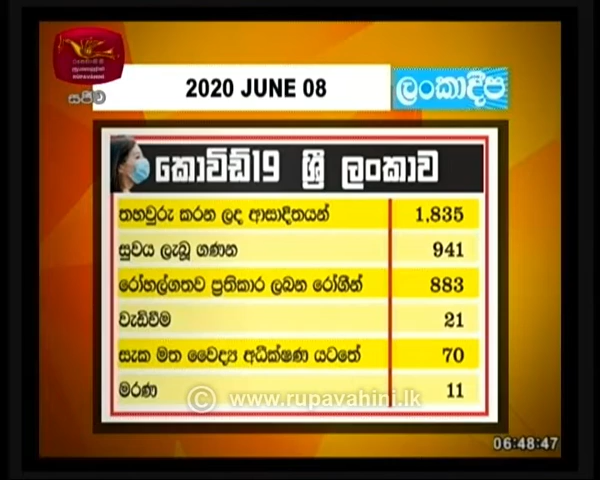 සජීව
2020 JUNE 08
ලංකාදීප
කොවිඩ්19 ශ්‍රී ලංකාව
තහවුරු කරන ලද ආසාදිතයන් 1,835
සුවය ලැබූ ගණන 941
රෝහල්ගතව ප්‍රතිකාර ලබන රෝගීන් 883
වැඩිවීම 21
සැක මත වෛද්‍ය අධීක්ෂණ යටතේ 70
මරණ 11
© www.rupavahini.lk
06:48:47